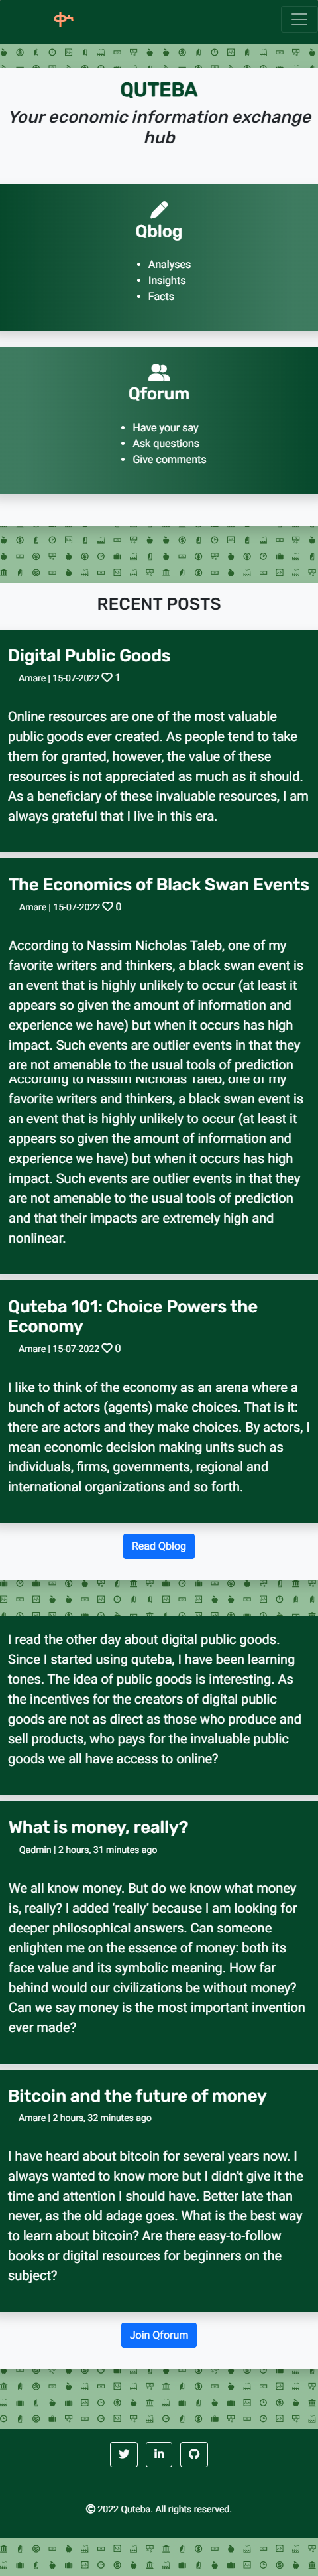 QUTEBA
Your economic information exchange
hub
Qblog
Analyses
Insights
Facts
Qforum
Have your say
Ask questions
Give comments
RECENT POSTS
Digital Public Goods
Amare | 15-07-2022 1
Online resources are one of the most valuable
public goods ever created. As people tend to take
them for granted, however, the value of these
resources is not appreciated as much as it should.
As a beneficiary of these invaluable resources, I am
always grateful that I live in this era.
The Economics of Black Swan Events
Amare | 15-07-2022 0
According to Nassim Nicholas Taleb, one of my
favorite writers and thinkers, a black swan event is
an event that is highly unlikely to occur (at least it
appears so given the amount of information and
experience we have) but when it occurs has high
impact. Such events are outlier events in that they
are not amenable to the usual tools of prediction
According to Nassim Nicholas Taleb, one of my
favorite writers and thinkers, a black swan event is
an event that is highly unlikely to occur (at least it
appears so given the amount of information and
experience we have) but when it occurs has high
impact. Such events are outlier events in that they
are not amenable to the usual tools of prediction
and that their impacts are extremely high and
nonlinear.
Quteba 101: Choice Powers the
Economy
Amare | 15-07-2022 0
I like to think of the economy as an arena where a
bunch of actors (agents) make choices. That is it:
there are actors and they make choices. By actors, I
mean economic decision making units such as
individuals, firms, governments, regional and
international organizations and so forth.
Read Qblog
I read the other day about digital public goods.
Since I started using quteba, I have been learning
tones. The idea of public goods is interesting. As
the incentives for the creators of digital public
goods are not as direct as those who produce and
sell products, who pays for the invaluable public
goods we all have access to online?
What is money, really?
Qadmin | 2 hours, 31 minutes ago
We all know money. But do we know what money
is, really? I added ‘really’ because I am looking for
deeper philosophical answers. Can someone
enlighten me on the essence of money: both its
face value and its symbolic meaning. How far
behind would our civilizations be without money?
Can we say money is the most important invention
ever made?
Bitcoin and the future of money
Amare | 2 hours, 32 minutes ago
I have heard about bitcoin for several years now. I
always wanted to know more but I didn’t give it the
time and attention I should have. Better late than
never, as the old adage goes. What is the best way
to learn about bitcoin? Are there easy-to-follow
books or digital resources for beginners on the
subject?
Join Qforum
© 2022 Quteba. All rights reserved.